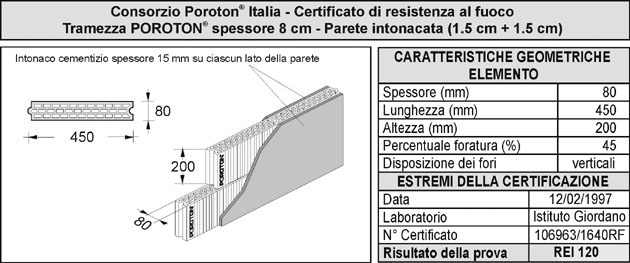 Consorzio Poroton® Italia - Certificato di resistenza al fuoco
Tramezza POROTON® spessore 8 cm - Parete intonacata (1.5 cm + 1.5 cm)
Intonaco cementizio spessore 15 mm su ciascun lato della parete
80
450
200
POROTON
POROTON
80
CARATTERISTICHE GEOMETRICHE
ELEMENTO
Spessore (mm) 80
Lunghezza (mm) 450
Altezza (mm) 200
Percentuale foratura (%) 45
Disposizione dei fori verticali
ESTREMI DELLA CERTIFICAZIONE
Data 12/02/1997
Laboratorio Istituto Giordano
N° Certificato 106963/1640RF
Risultato della prova REI 120